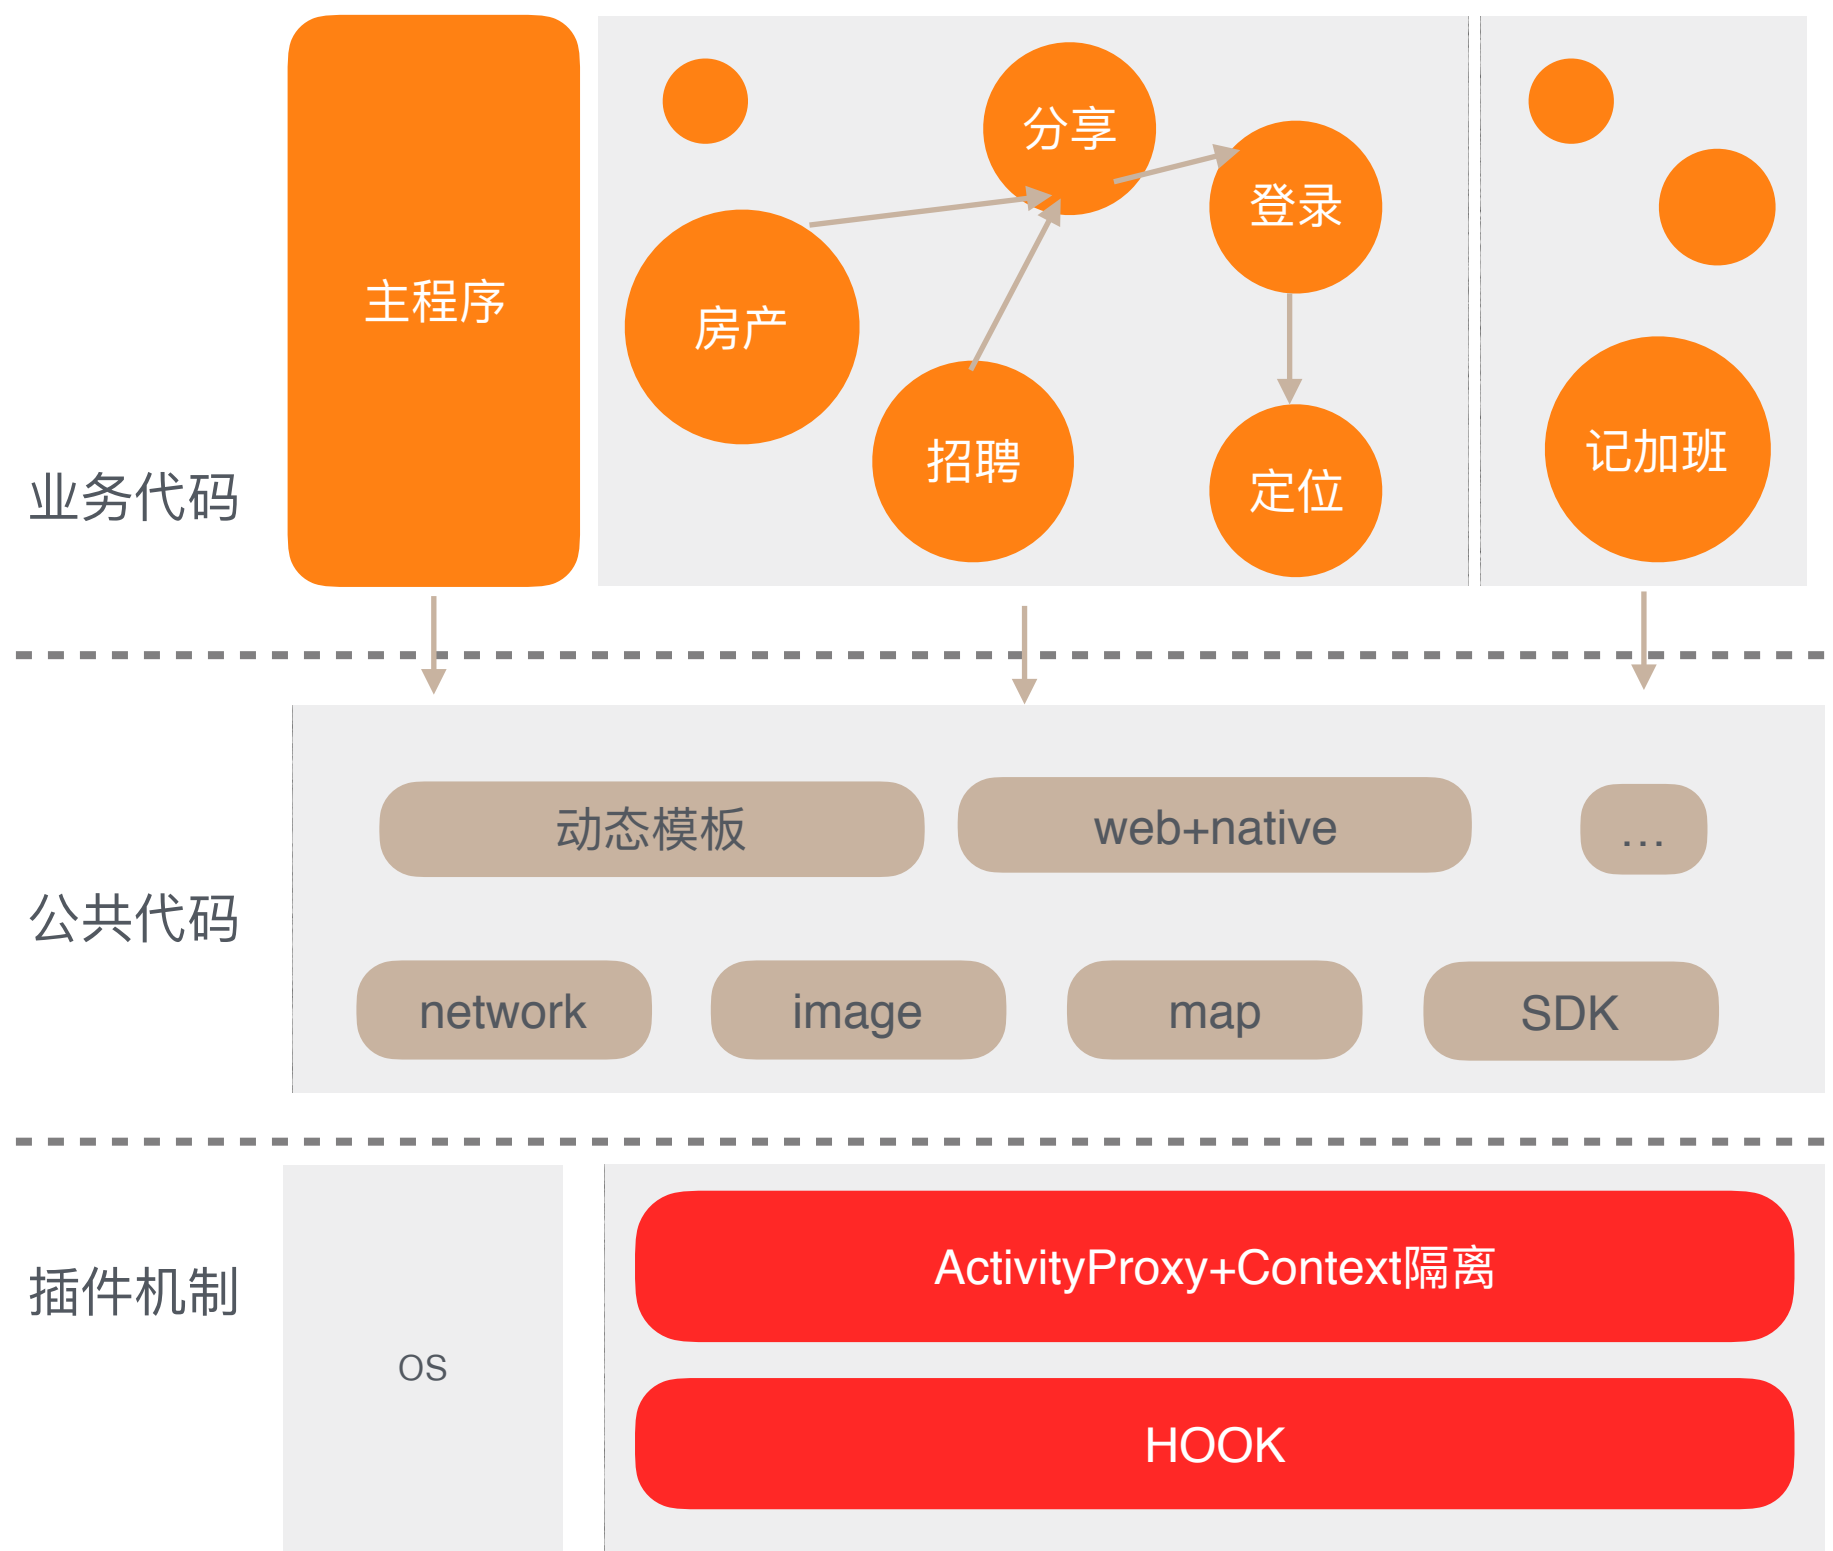 业务代码
主程序
分享
登录
房产
招聘
定位
记加班
公共代码
动态模板
web+native
...
network
image
map
SDK
插件机制
OS
ActivityProxy+Context隔离
HOOK